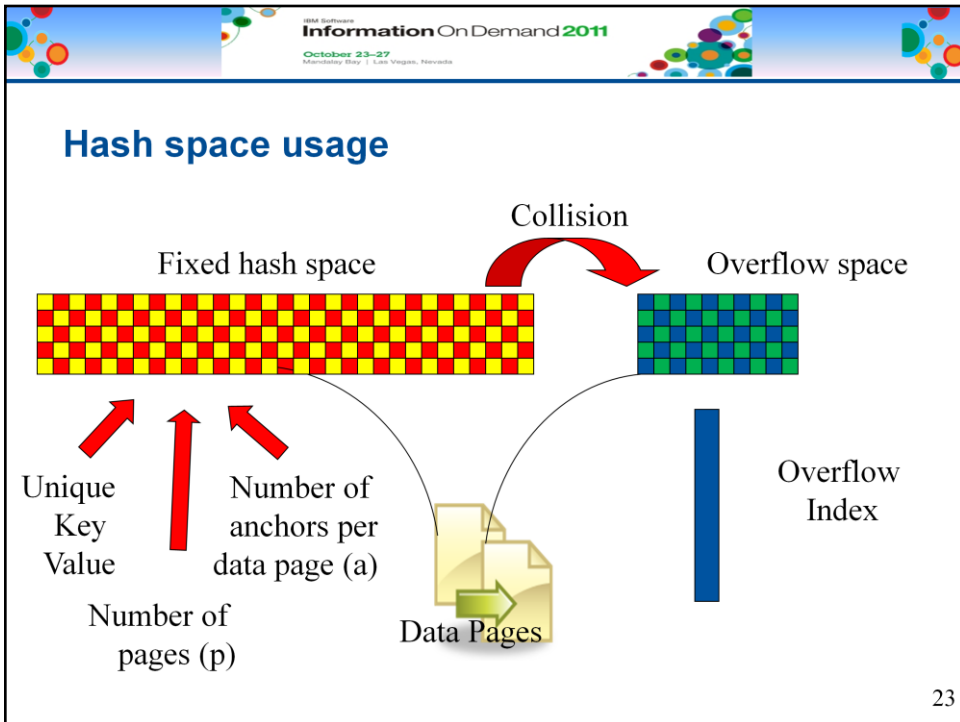 IBM Software
Information On Demand 2011
October 23–27
Mandalay Bay | Las Vegas, Nevada
Hash space usage
Collision
Fixed hash space
Overflow space
Unique
Key
Value
Number of
anchors per
data page (a)
Overflow
Index
Number of
pages (p)
Data Pages
23